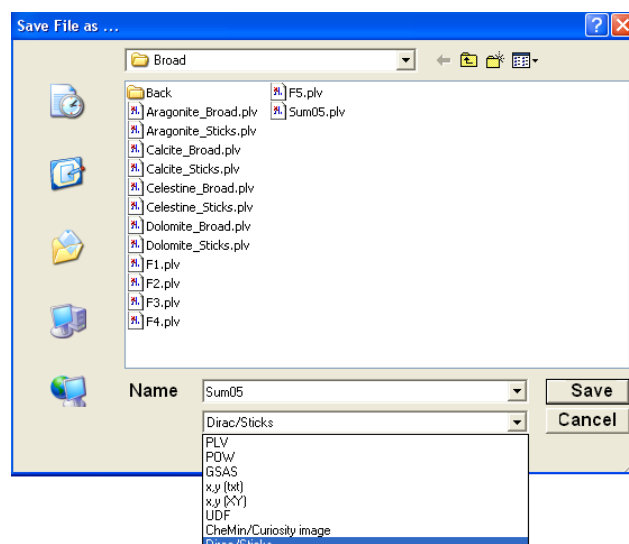 Save File as ...
Broad
Back
Aragonite_Broad.plv
Aragonite_Sticks.plv
Calcite_Broad.plv
Calcite_Sticks.plv
Celestine_Broad.plv
Celestine_Sticks.plv
Dolomite_Broad.plv
Dolomite_Sticks.plv
F1.plv
F2.plv
F3.plv
F4.plv
F5.plv
Sum05.plv
Name
Sum05
Save
Dirac/Sticks
Cancel
PLV
POW
GSAS
x,y (txt)
x,y (XY)
UDF
CheMin/Curiosity image
Dirac/Sticks